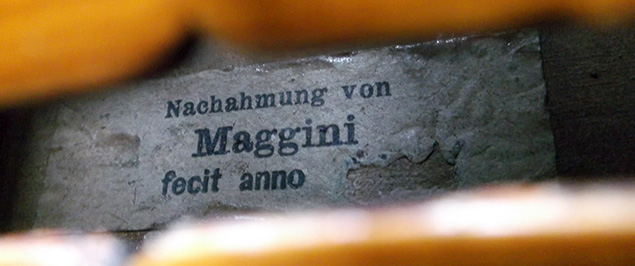 Nachahmung von
Maggini
fecit anno